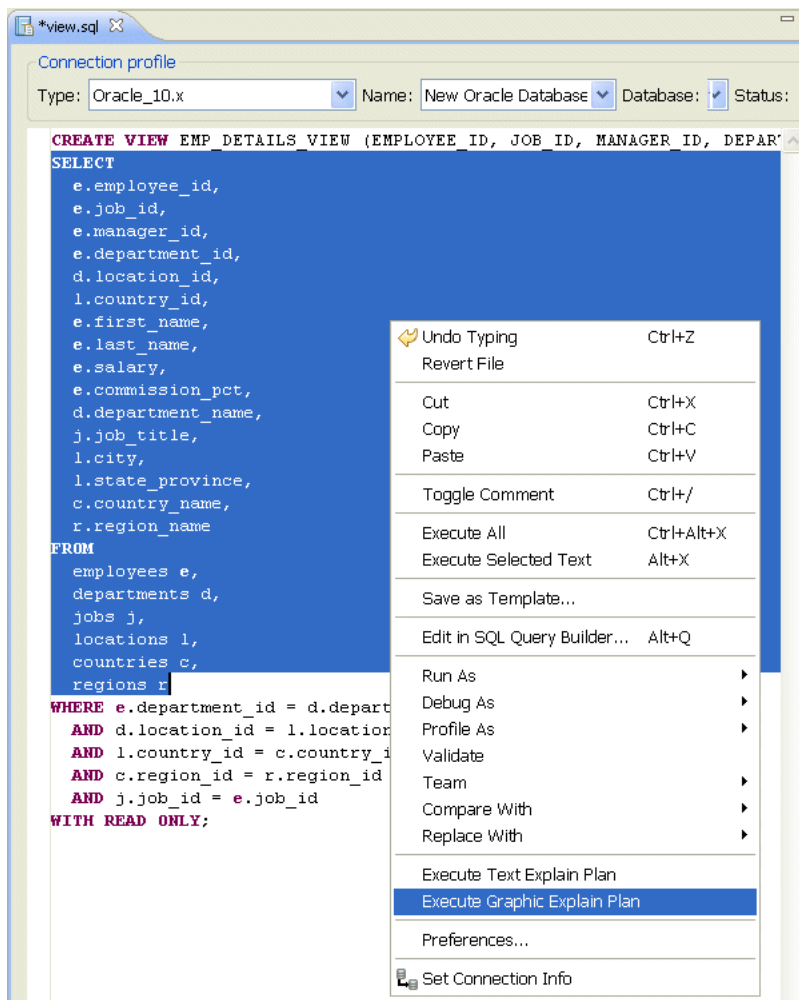 *view.sql
Connection profile
Type: Oracle_10.x Name: New Oracle Database Database: Status:
CREATE VIEW EMP_DETAILS_VIEW (EMPLOYEE_ID, JOB_ID, MANAGER_ID, DEPAR
SELECT
e.employee_id,
e.job_id,
e.manager_id,
e.department_id,
d.location_id,
l.country_id,
e.first_name,
e.last_name,
e.salary,
e.commission_pct,
d.department_name,
j.job_title,
l.city,
l.state_province,
c.country_name,
r.region_name
FROM
employees e,
departments d,
jobs j,
locations l,
countries c,
regions r
WHERE e.department_id = d.depart
AND d.location_id = l.location
AND l.country_id = c.country_i
AND c.region_id = r.region_id
AND j.job_id = e.job_id
WITH READ ONLY;
Undo Typing Ctrl+Z
Revert File
Cut Ctrl+X
Copy Ctrl+C
Paste Ctrl+V
Toggle Comment Ctrl+/
Execute All Ctrl+Alt+X
Execute Selected Text Alt+X
Save as Template...
Edit in SQL Query Builder... Alt+Q
Run As
Debug As
Profile As
Validate
Team
Compare With
Replace With
Execute Text Explain Plan
Execute Graphic Explain Plan
Preferences...
Set Connection Info